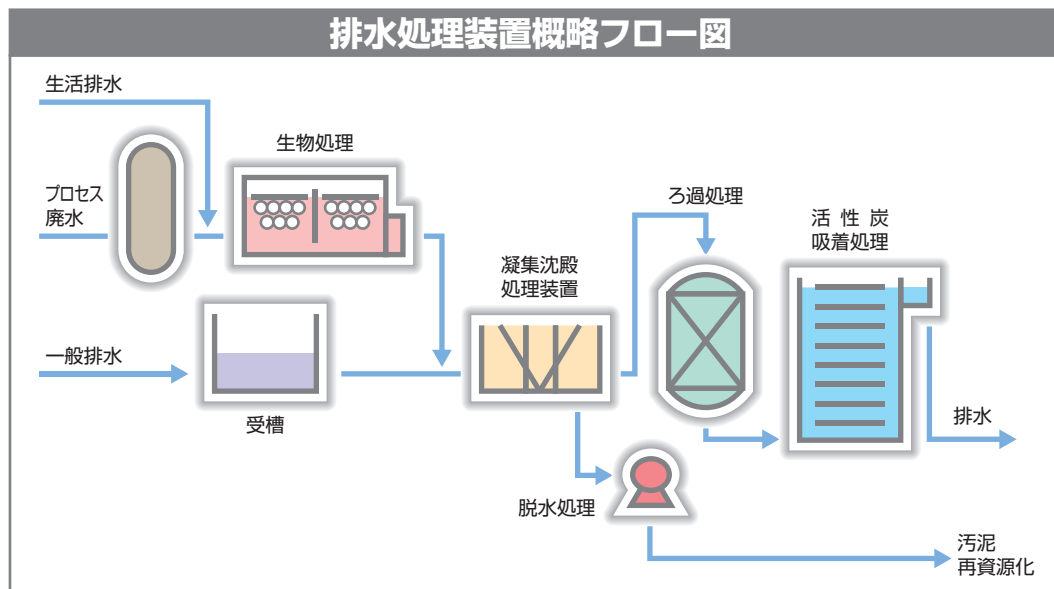 排水処理装置概略フロー図
生活排水
生物処理
プロセス
廃水
ろ過処理
活性炭
吸着処理
凝集沈殿
処理装置
一般排水
受槽
排水
脱水処理
汚泥
再資源化